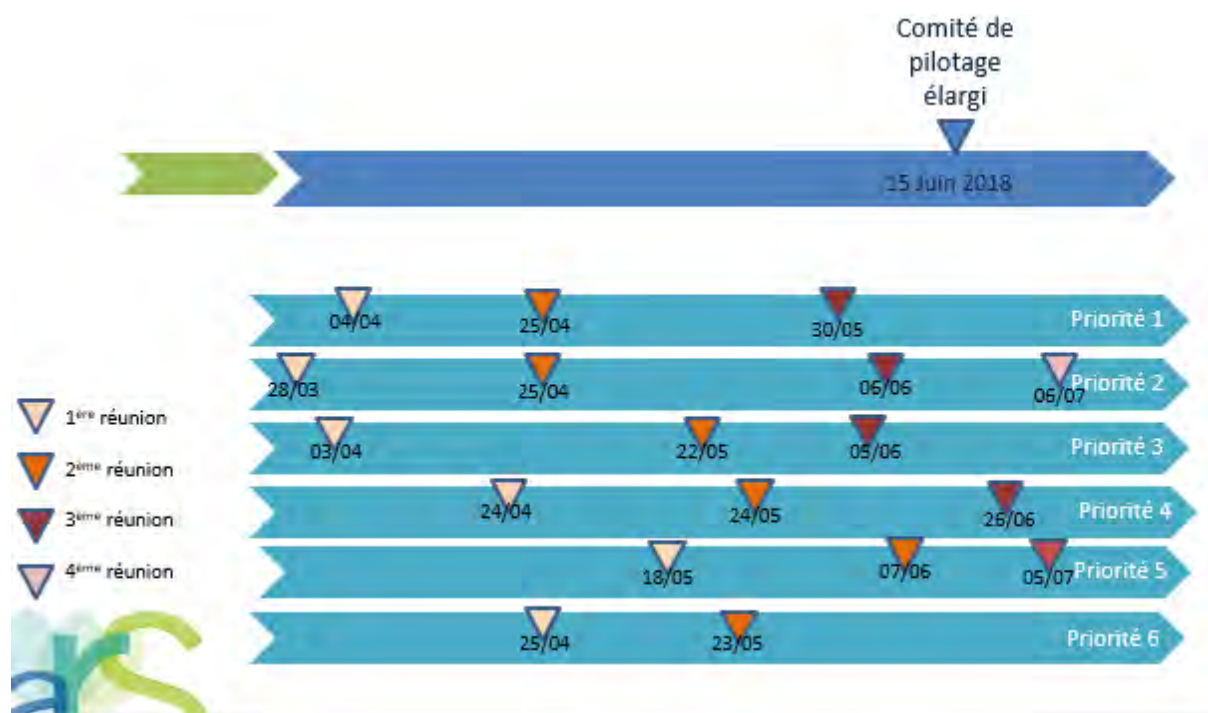 Comité de
pilotage
élargi
15 Juin 2018
04/04
25/04
30/05
Priorité 1
28/03
25/04
06/06
06/07
Priorité 2
03/04
22/05
05/06
Priorité 3
24/04
24/05
26/06
Priorité 4
18/05
07/06
05/07
Priorité 5
25/04
23/05
Priorité 6
1ère réunion
2ème réunion
3ème réunion
4ème réunion
ars